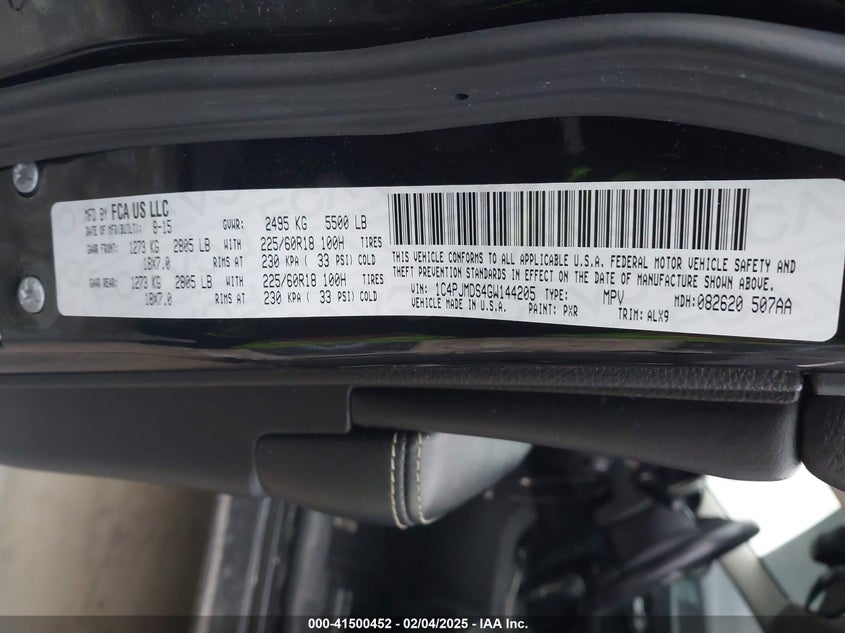 MFD BY FCA US LLC
DATE OF MFR(BUILT): 8-15 GVWR: 2495 KG 5500 LB
GAWR FRONT: 1273 KG 2805 LB WITH 225/60R18 100H TIRES
18X7.0 RIMS AT 230 KPA ( 33 PSI) COLD
GAWR REAR: 1273 KG 2805 LB WITH 225/60R18 100H TIRES
18X7.0 RIMS AT 230 KPA ( 33 PSI) COLD
THIS VEHICLE CONFORMS TO ALL APPLICABLE U.S.A. FEDERAL MOTOR VEHICLE SAFETY AND
THEFT PREVENTION STANDARDS IN EFFECT ON THE DATE OF MANUFACTURE SHOWN ABOVE.
VIN: 1C4PJMDS4GW144205 TYPE: MPV MDH: 082620 507AA
VEHICLE MADE IN U.S.A. PAINT: PXR TRIM: ALX9
000-41500452 - 02/04/2025 - IAA Inc.